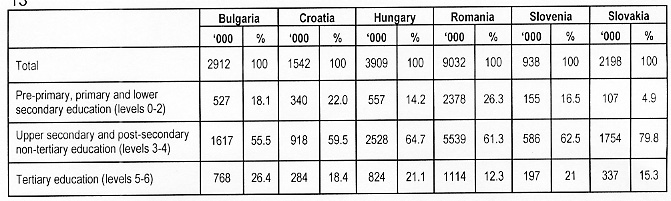 13
Bulgaria Croatia Hungary Romania Slovenia Slovakia
‘000 % ‘000 % ‘000 % ‘000 % ‘000 % ‘000 %
Total 2912 100 1542 100 3909 100 9032 100 938 100 2198 100
Pre-primary, primary and lower
secondary education (levels 0-2) 527 18.1 340 22.0 557 14.2 2378 26.3 155 16.5 107 4.9
Upper secondary and post-secondary
non-tertiary education (levels 3-4) 1617 55.5 918 59.5 2528 64.7 5539 61.3 586 62.5 1754 79.8
Tertiary education (levels 5-6) 768 26.4 284 18.4 824 21.1 1114 12.3 197 21 337 15.3